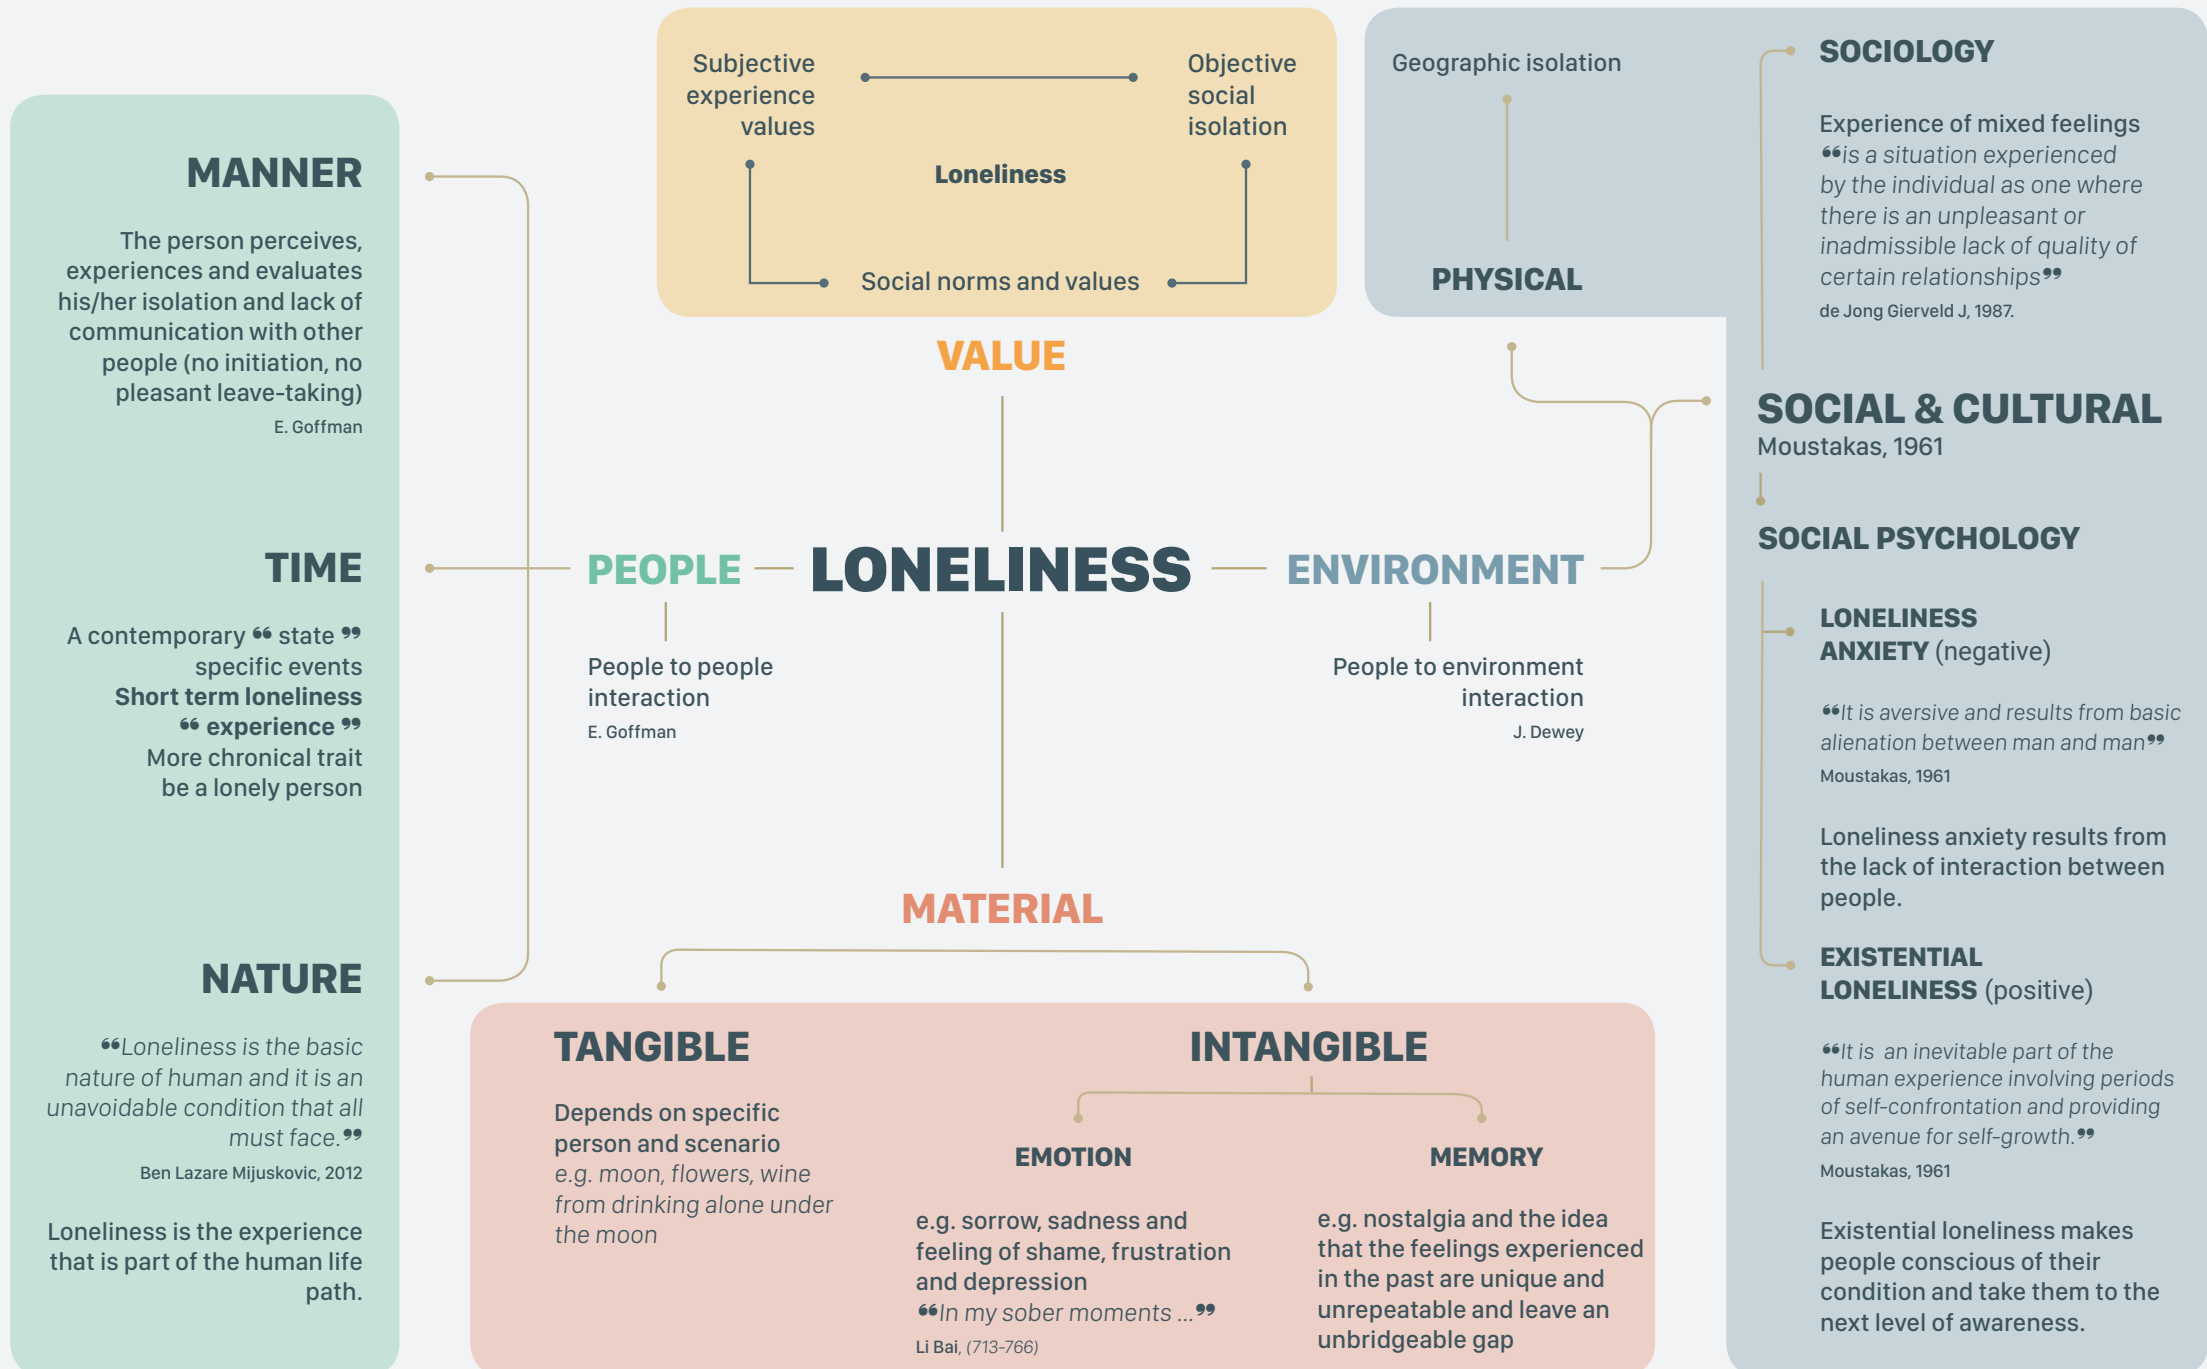 MANNER
The person perceives,
experiences and evaluates
his/her isolation and lack of
communication with other
people (no initiation, no
pleasant leave-taking)
E. Goffman
TIME
A contemporary “ state ”
specific events
Short term loneliness
“ experience ”
More chronical trait
be a lonely person
NATURE
“Loneliness is the basic
nature of human and it is an
unavoidable condition that all
must face.”
Ben Lazare Mijuskovic, 2012
Loneliness is the experience
that is part of the human life
path.
Subjective
experience
values
Objective
social
isolation
Loneliness
Social norms and values
VALUE
PEOPLE
LONELINESS
ENVIRONMENT
People to people
interaction
E. Goffman
People to environment
interaction
J. Dewey
MATERIAL
TANGIBLE
Depends on specific
person and scenario
e.g. moon, flowers, wine
from drinking alone under
the moon
INTANGIBLE
EMOTION
e.g. sorrow, sadness and
feeling of shame, frustration
and depression
“In my sober moments ...”
Li Bai, (713-766)
MEMORY
e.g. nostalgia and the idea
that the feelings experienced
in the past are unique and
unrepeatable and leave an
unbridgeable gap
Geographic isolation
PHYSICAL
SOCIOLOGY
Experience of mixed feelings
“is a situation experienced
by the individual as one where
there is an unpleasant or
inadmissible lack of quality of
certain relationships”
de Jong Gierveld J, 1987.
SOCIAL & CULTURAL
Moustakas, 1961
SOCIAL PSYCHOLOGY
LONELINESS
ANXIETY (negative)
“It is aversive and results from basic
alienation between man and man”
Moustakas, 1961
Loneliness anxiety results from
the lack of interaction between
people.
EXISTENTIAL
LONELINESS (positive)
“It is an inevitable part of the
human experience involving periods
of self-confrontation and providing
an avenue for self-growth.”
Moustakas, 1961
Existential loneliness makes
people conscious of their
condition and take them to the
next level of awareness.